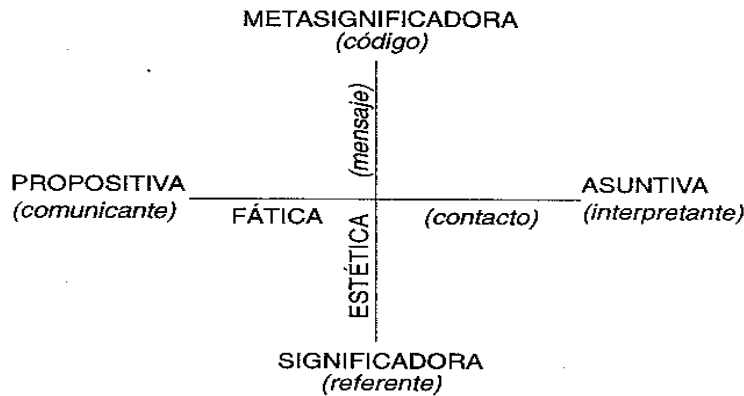 METASIGNIFICADORA
(código)
(mensaje)
PROPOSITIVA
(comunicante)
FÁTICA
(contacto)
ASUNTIVA
(interpretante)
ESTÉTICA
SIGNIFICADORA
(referente)